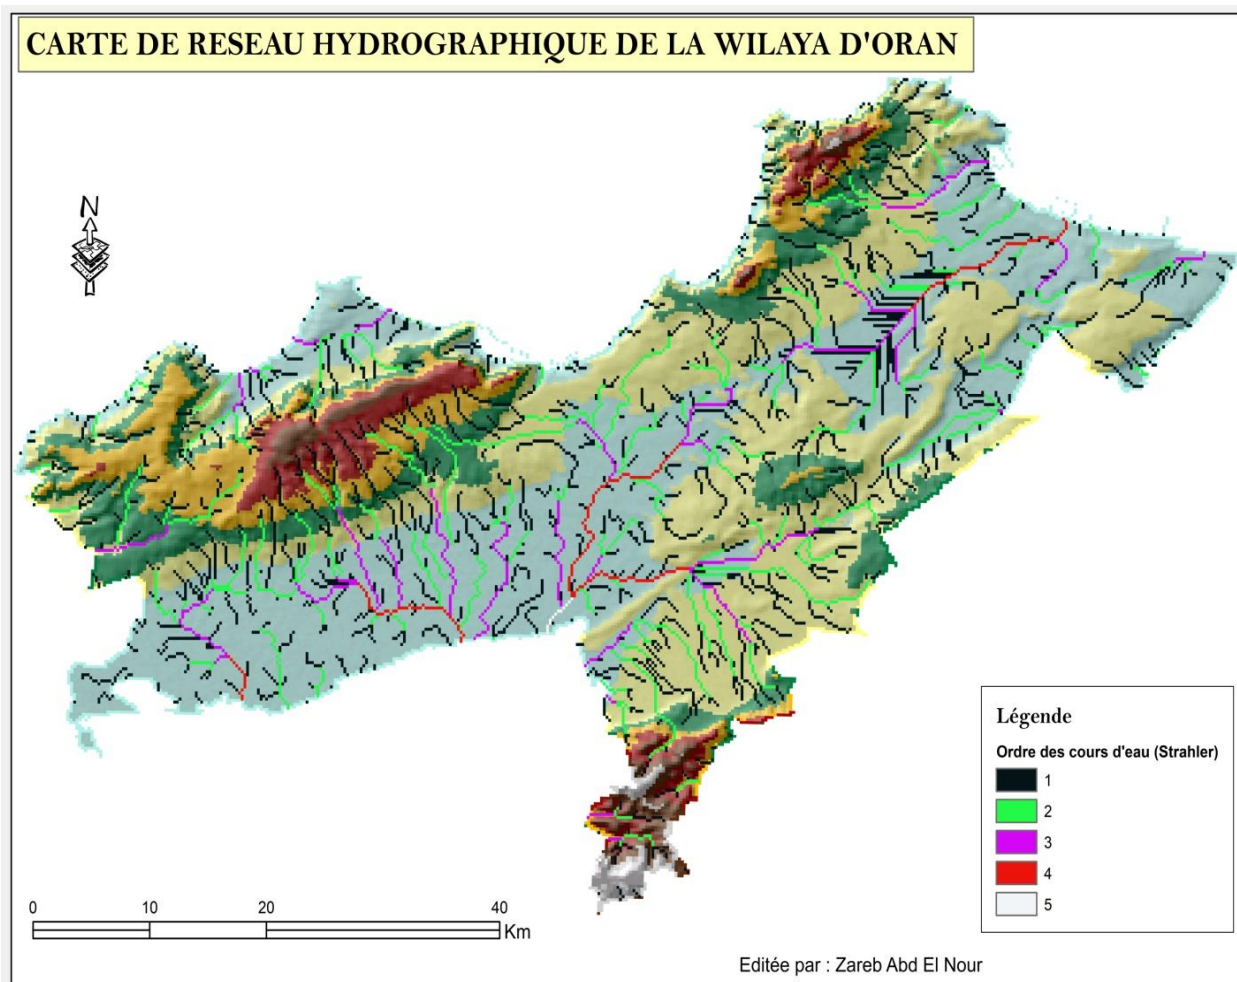 CARTE DE RESEAU HYDROGRAPHIQUE DE LA WILAYA D'ORAN
N
Légende
Ordre des cours d'eau (Strahler)
1
2
3
4
5
0 10 20 40
Km
Editée par : Zareb Abd El Nour